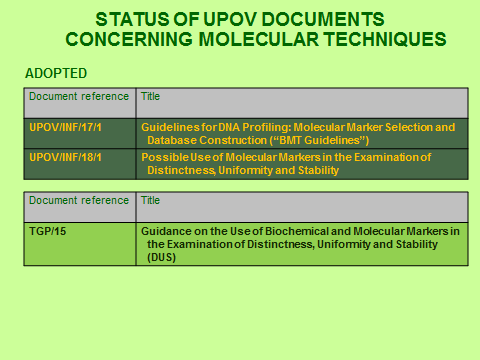 STATUS OF UPOV DOCUMENTS
CONCERNING MOLECULAR TECHNIQUES
ADOPTED
Document reference Title
UPOV/INF/17/1 Guidelines for DNA Profiling: Molecular Marker Selection and
Database Construction (“BMT Guidelines”)
UPOV/INF/18/1 Possible Use of Molecular Markers in the Examination of
Distinctness, Uniformity and Stability
Document reference Title
TGP/15 Guidance on the Use of Biochemical and Molecular Markers in
the Examination of Distinctness, Uniformity and Stability
(DUS)